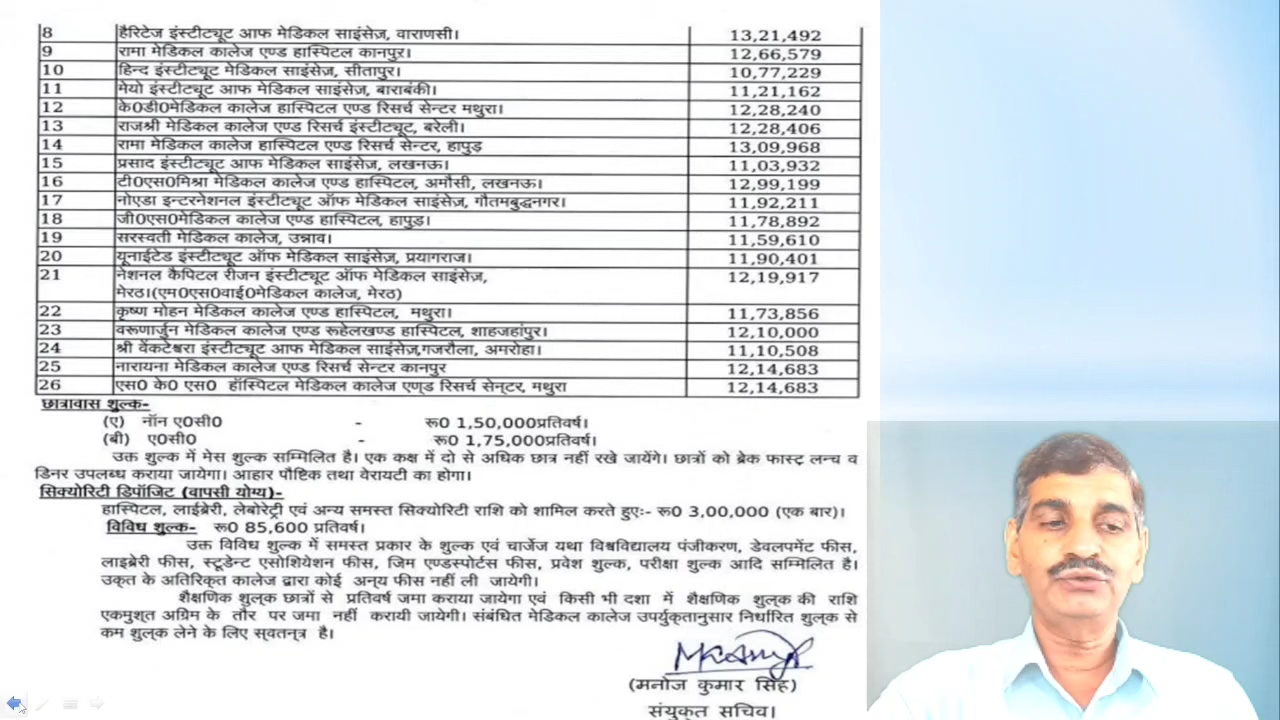 8 हैरिटेज इंस्टीट्यूट आफ मेडिकल साइंसेज़, वाराणसी। 13,21,492
9 रामा मेडिकल कालेज एण्ड हास्पिटल कानपुर। 12,66,579
10 हिन्द इंस्टीट्यूट मेडिकल साइंसेज़, सीतापुर। 10,77,229
11 मेयो इंस्टीट्यूट आफ मेडिकल साइंसेज़, बाराबंकी। 11,21,162
12 के0डी0मेडिकल कालेज हास्पिटल एण्ड रिसर्च सेन्टर मथुरा। 12,28,240
13 राजश्री मेडिकल कालेज एण्ड रिसर्च इंस्टीट्यूट, बरेली। 12,28,406
14 रामा मेडिकल कालेज हास्पिटल एण्ड रिसर्च सेन्टर, हापुड़ 13,09,968
15 प्रसाद इंस्टीट्यूट आफ मेडिकल साइंसेज़, लखनऊ। 11,03,932
16 टी0एस0मिश्रा मेडिकल कालेज एण्ड हास्पिटल, अमौसी, लखनऊ। 12,99,199
17 नोएडा इन्टरनेशनल इंस्टीट्यूट ऑफ मेडिकल साइंसेज़, गौतमबुद्धनगर। 11,92,211
18 जी0एस0मेडिकल कालेज एण्ड हास्पिटल, हापुड़। 11,78,892
19 सरस्वती मेडिकल कालेज, उन्नाव। 11,59,610
20 यूनाईटेड इंस्टीट्यूट ऑफ मेडिकल साइंसेज़, प्रयागराज। 11,90,401
21 नेशनल कैपिटल रीजन इंस्टीट्यूट ऑफ मेडिकल साइंसेज़, 12,19,917
मेरठ।(एम0एस0वाई0मेडिकल कालेज, मेरठ)
22 कृष्ण मोहन मेडिकल कालेज एण्ड हास्पिटल, मथुरा। 11,73,856
23 वरूणार्जुन मेडिकल कालेज एण्ड रूहेलखण्ड हास्पिटल, शाहजहांपुर। 12,10,000
24 श्री वेंकटेश्वरा इंस्टीट्यूट आफ मेडिकल साइंसेज़,गजरौला, अमरोहा। 11,10,508
25 नारायना मेडिकल कालेज एण्ड रिसर्च सेन्टर कानपुर 12,14,683
26 एस0 के0 एस0 हॉस्पिटल मेडिकल कालेज एण्ड रिसर्च सेन्टर, मथुरा 12,14,683
छात्रावास शुल्क-
(ए) नॉन ए0सी0 - रू0 1,50,000प्रतिवर्ष।
(बी) ए0सी0 - रू0 1,75,000प्रतिवर्ष।
उक्त शुल्क में मेस शुल्क सम्मिलित है। एक कक्ष में दो से अधिक छात्र नहीं रखे जायेंगे। छात्रों को ब्रेक फास्ट् लन्च व
डिनर उपलब्ध कराया जायेगा। आहार पौष्टिक तथा वेरायटी का होगा।
सिक्योरिटी डिपॉजिट (वापसी योग्य)-
हास्पिटल, लाईब्रेरी, लेबोरेट्री एवं अन्य समस्त सिक्योरिटी राशि को शामिल करते हुएः- रू0 3,00,000 (एक बार)।
विविध शुल्क- रू0 85,600 प्रतिवर्ष।
उक्त विविध शुल्क में समस्त प्रकार के शुल्क एवं चार्जेज यथा विश्वविद्यालय पंजीकरण, डेवलपमेंट फीस,
लाइब्रेरी फीस, स्टूडेन्ट एसोशियेशन फीस, जिम एण्डस्पोर्टस फीस, प्रवेश शुल्क, परीक्षा शुल्क आदि सम्मिलित है।
उक्त के अतिरिक्त कालेज द्वारा कोई अन्य फीस नहीं ली जायेगी।
शैक्षणिक शुल्क छात्रों से प्रतिवर्ष जमा कराया जायेगा एवं किसी भी दशा में शैक्षणिक शुल्क की राशि
एकमुश्त अग्रिम के तौर पर जमा नहीं करायी जायेगी। संबंधित मेडिकल कालेज उपर्युक्तानुसार निर्धारित शुल्क से
कम शुल्क लेने के लिए स्वतन्त्र है।
(मनोज कुमार सिंह)
संयुक्त सचिव।